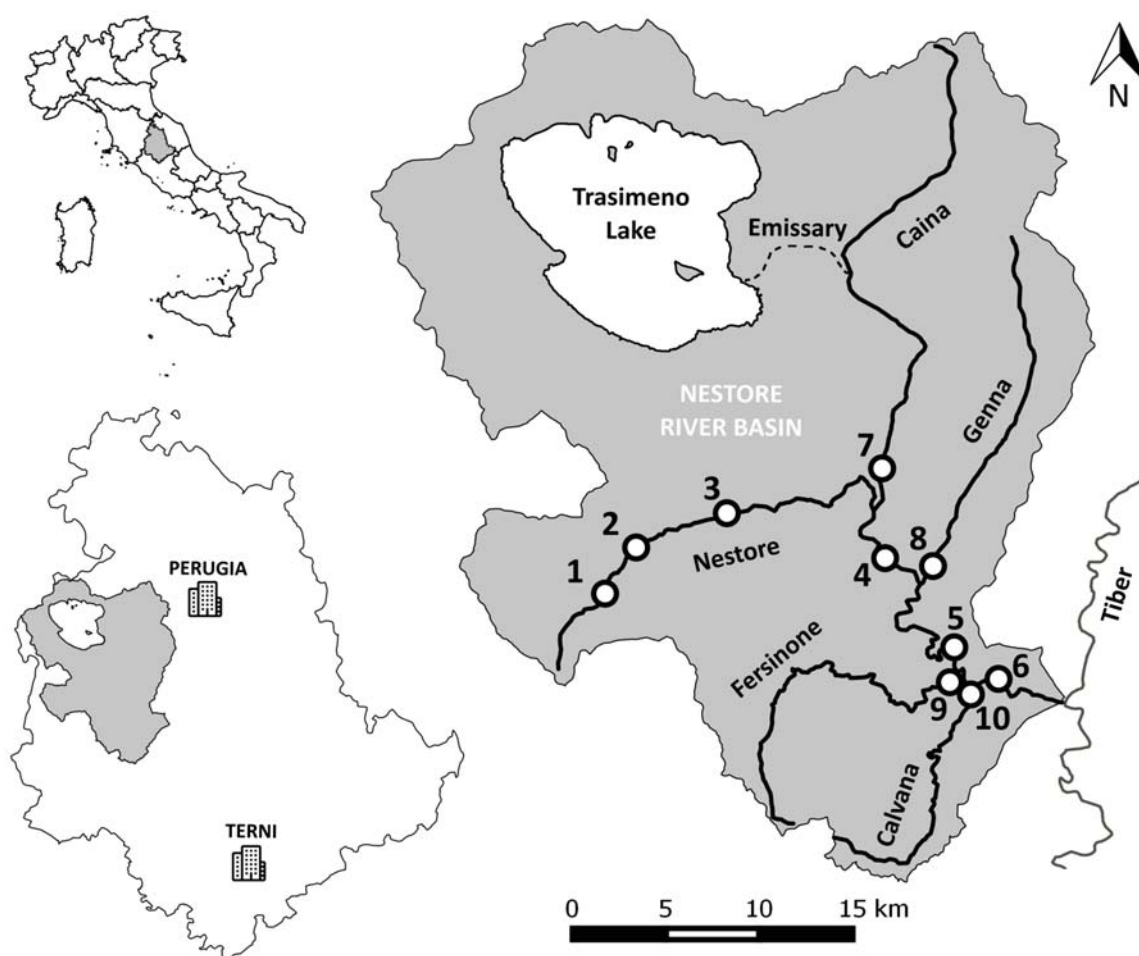 N
Trasimeno
Lake
Emissary
Caina
NESTORE
RIVER BASIN
Genna
7
3
2
Nestore
8
1
4
Tiber
PERUGIA
5
Fersinone
6
9
10
Calvana
TERNI
0
5
10
15 km